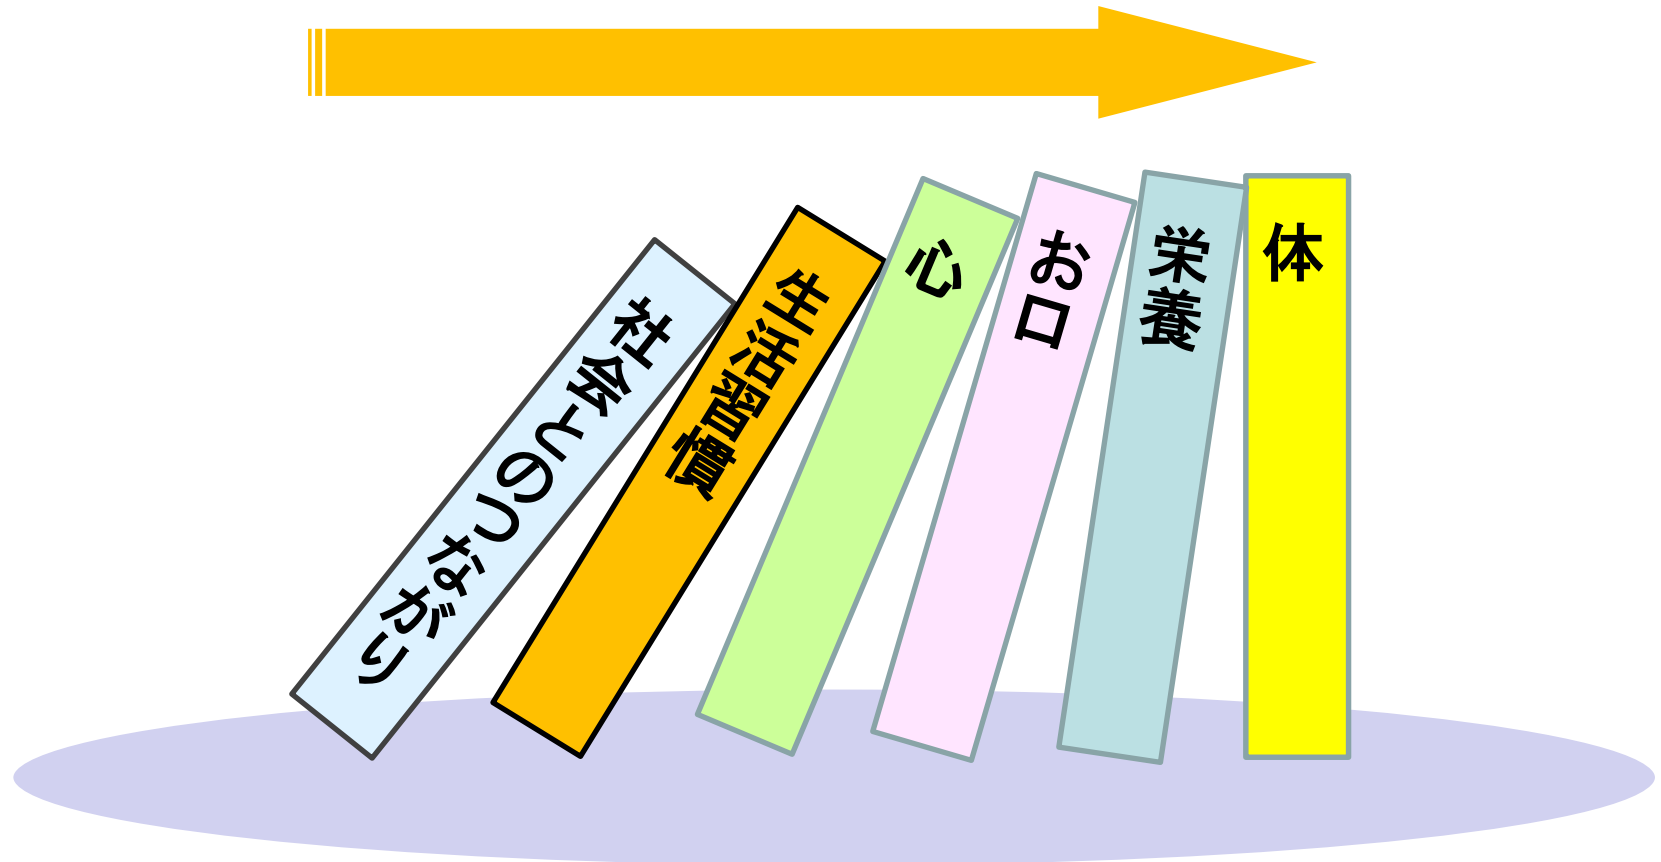 社会とのつながり
生活習慣
心
お口
栄養
体